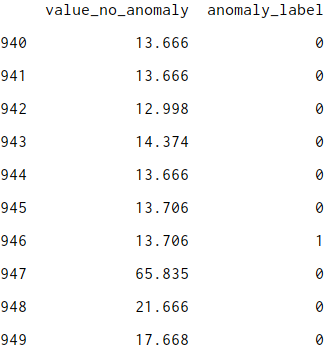 value_no_anomaly anomaly_label
940 13.666 0
941 13.666 0
942 12.998 0
943 14.374 0
944 13.666 0
945 13.706 0
946 13.706 1
947 65.835 0
948 21.666 0
949 17.668 0